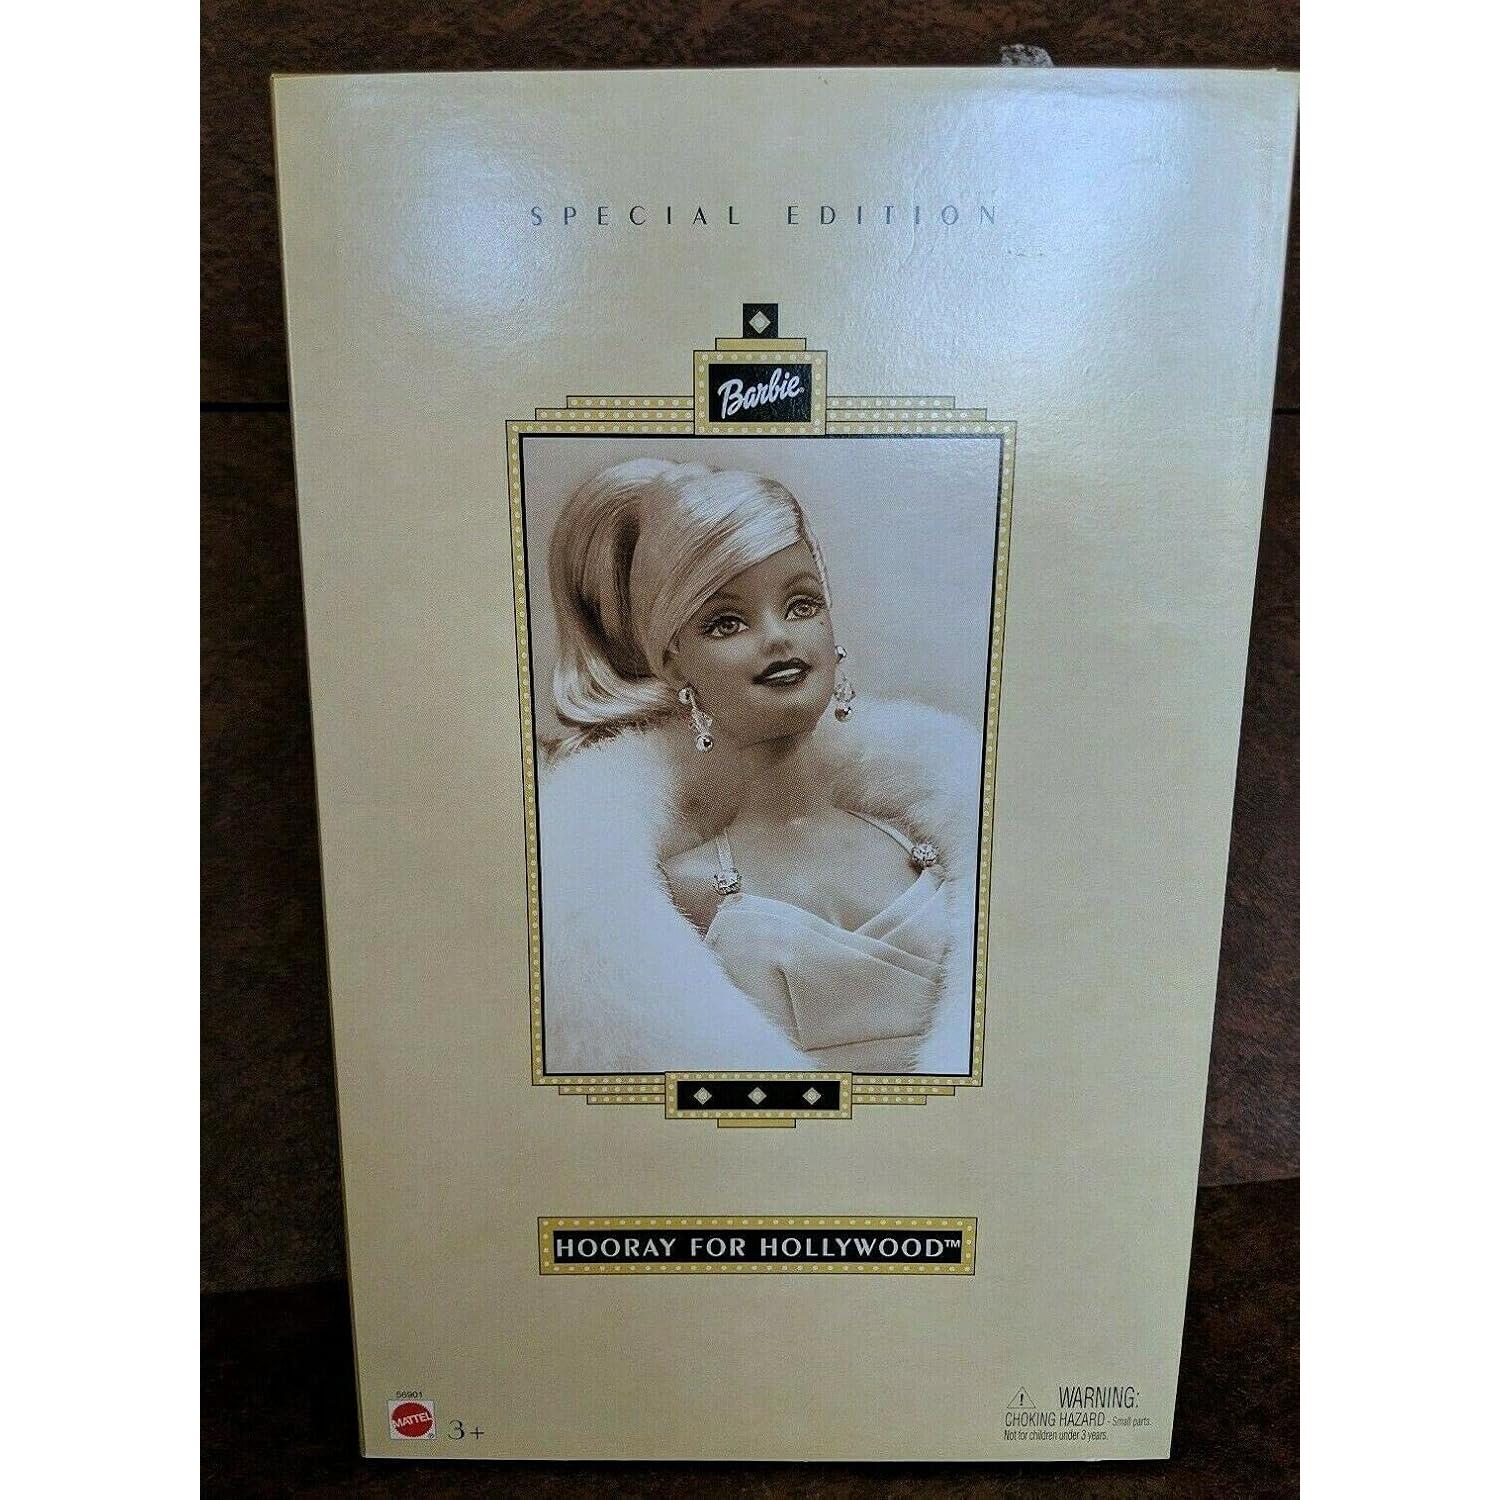 SPECIAL EDITION
Barbie®
HOORAY FOR HOLLYWOOD™
56901
MATTEL®
3+
WARNING:
CHOKING HAZARD - Small parts.
Not for children under 3 years.